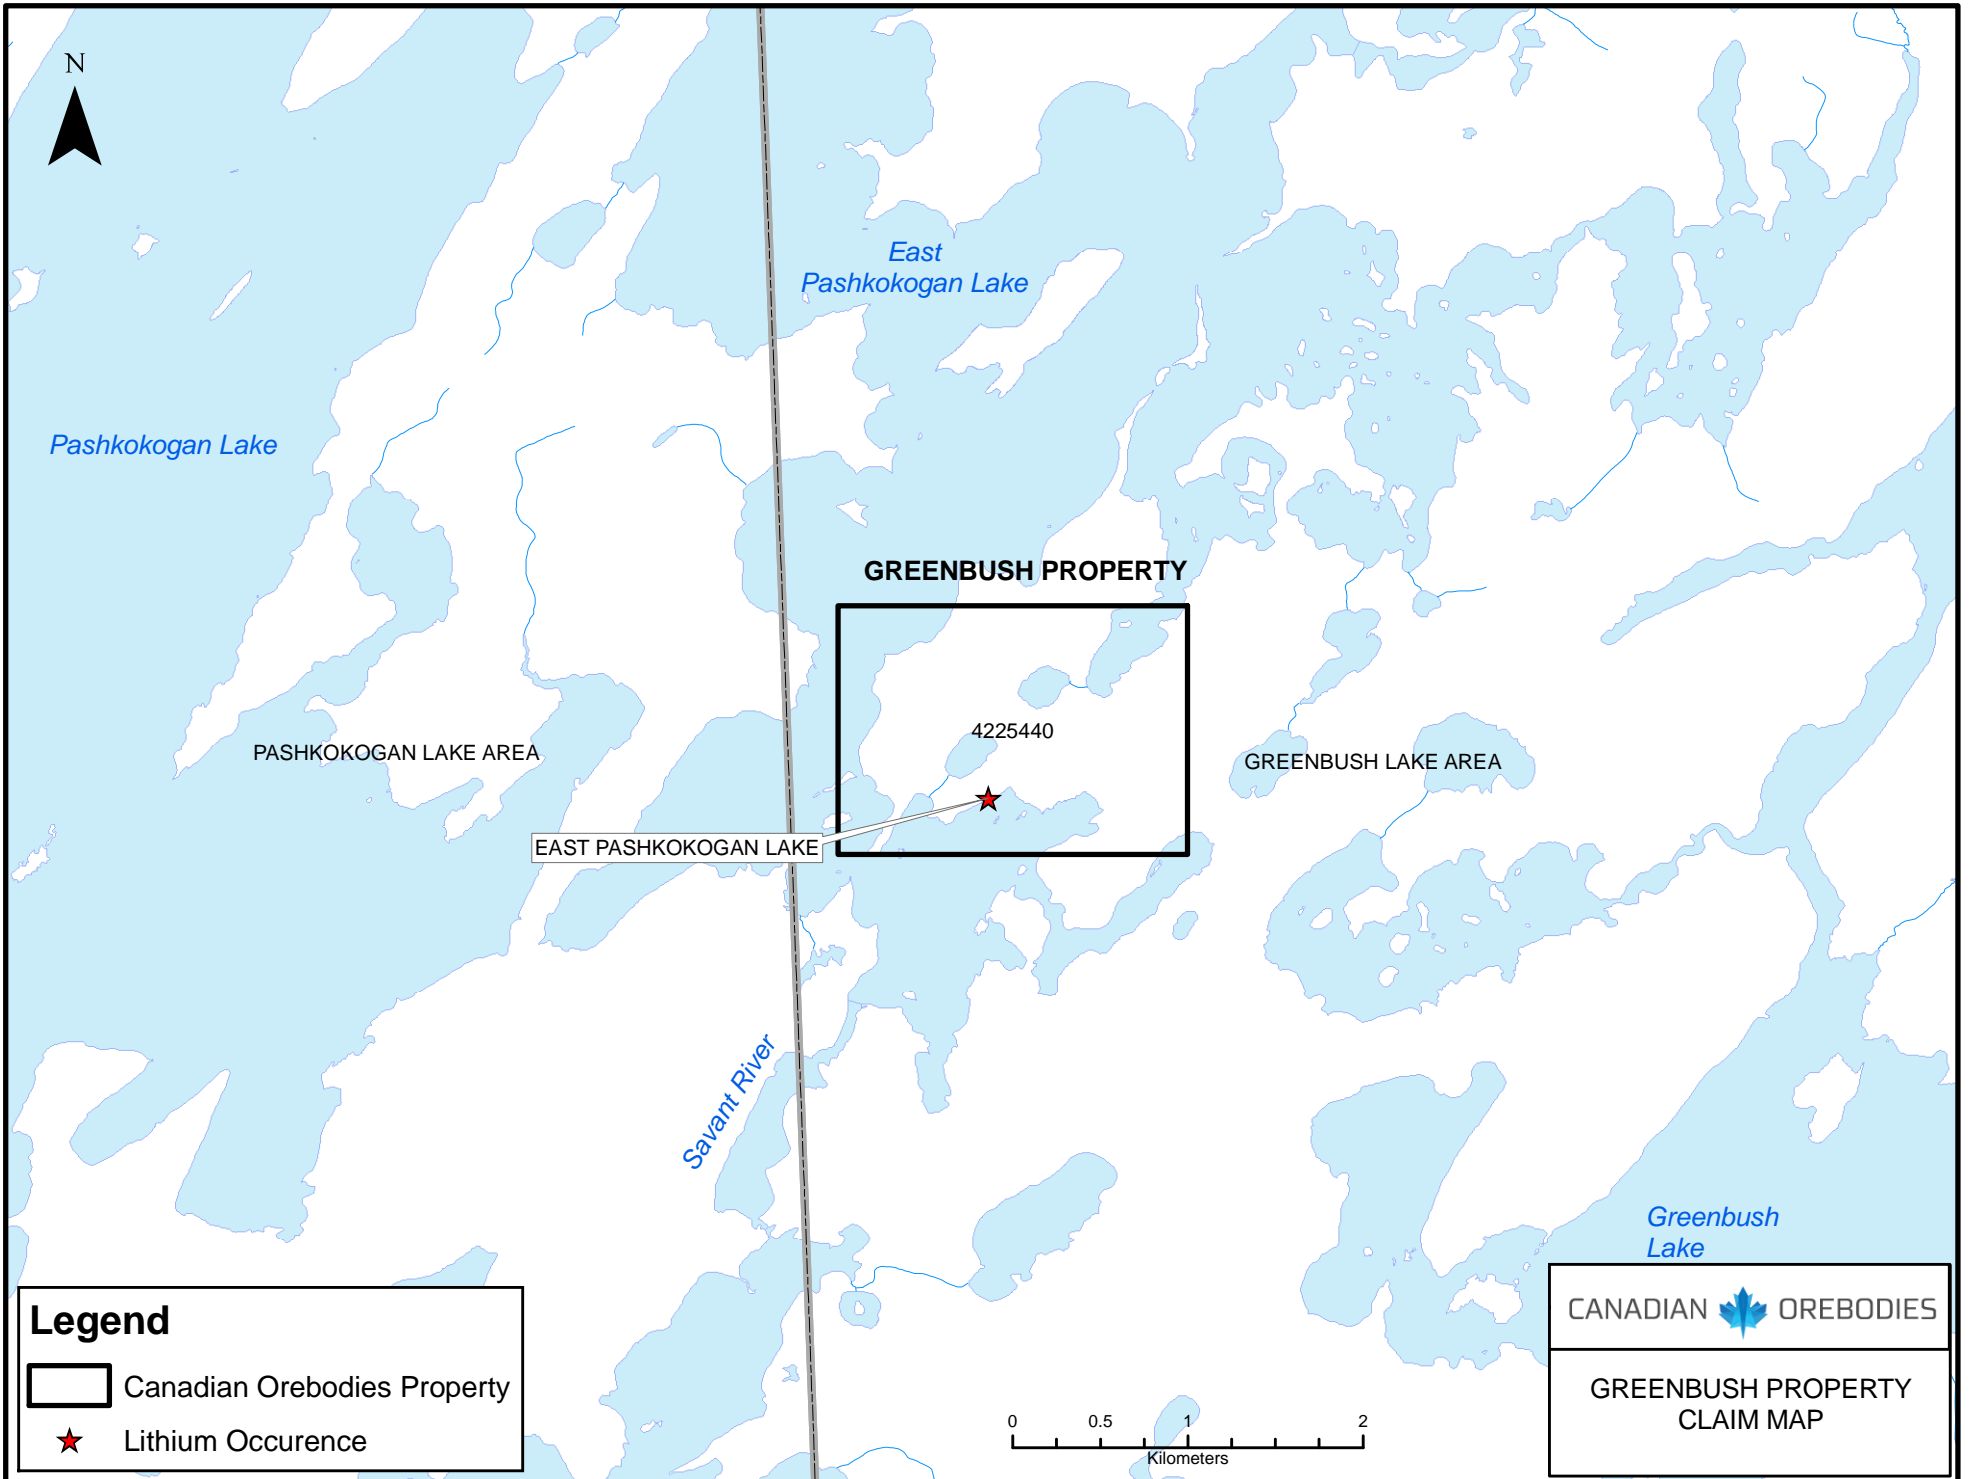 N
East
Pashkokogan Lake
Pashkokogan Lake
GREENBUSH PROPERTY
4225440
PASHKOKOGAN LAKE AREA
GREENBUSH LAKE AREA
EAST PASHKOKOGAN LAKE
Savant River
Greenbush
Lake
Legend
Canadian Orebodies Property
Lithium Occurence
0 0.5 1 2
Kilometers
CANADIAN OREBODIES
GREENBUSH PROPERTY
CLAIM MAP